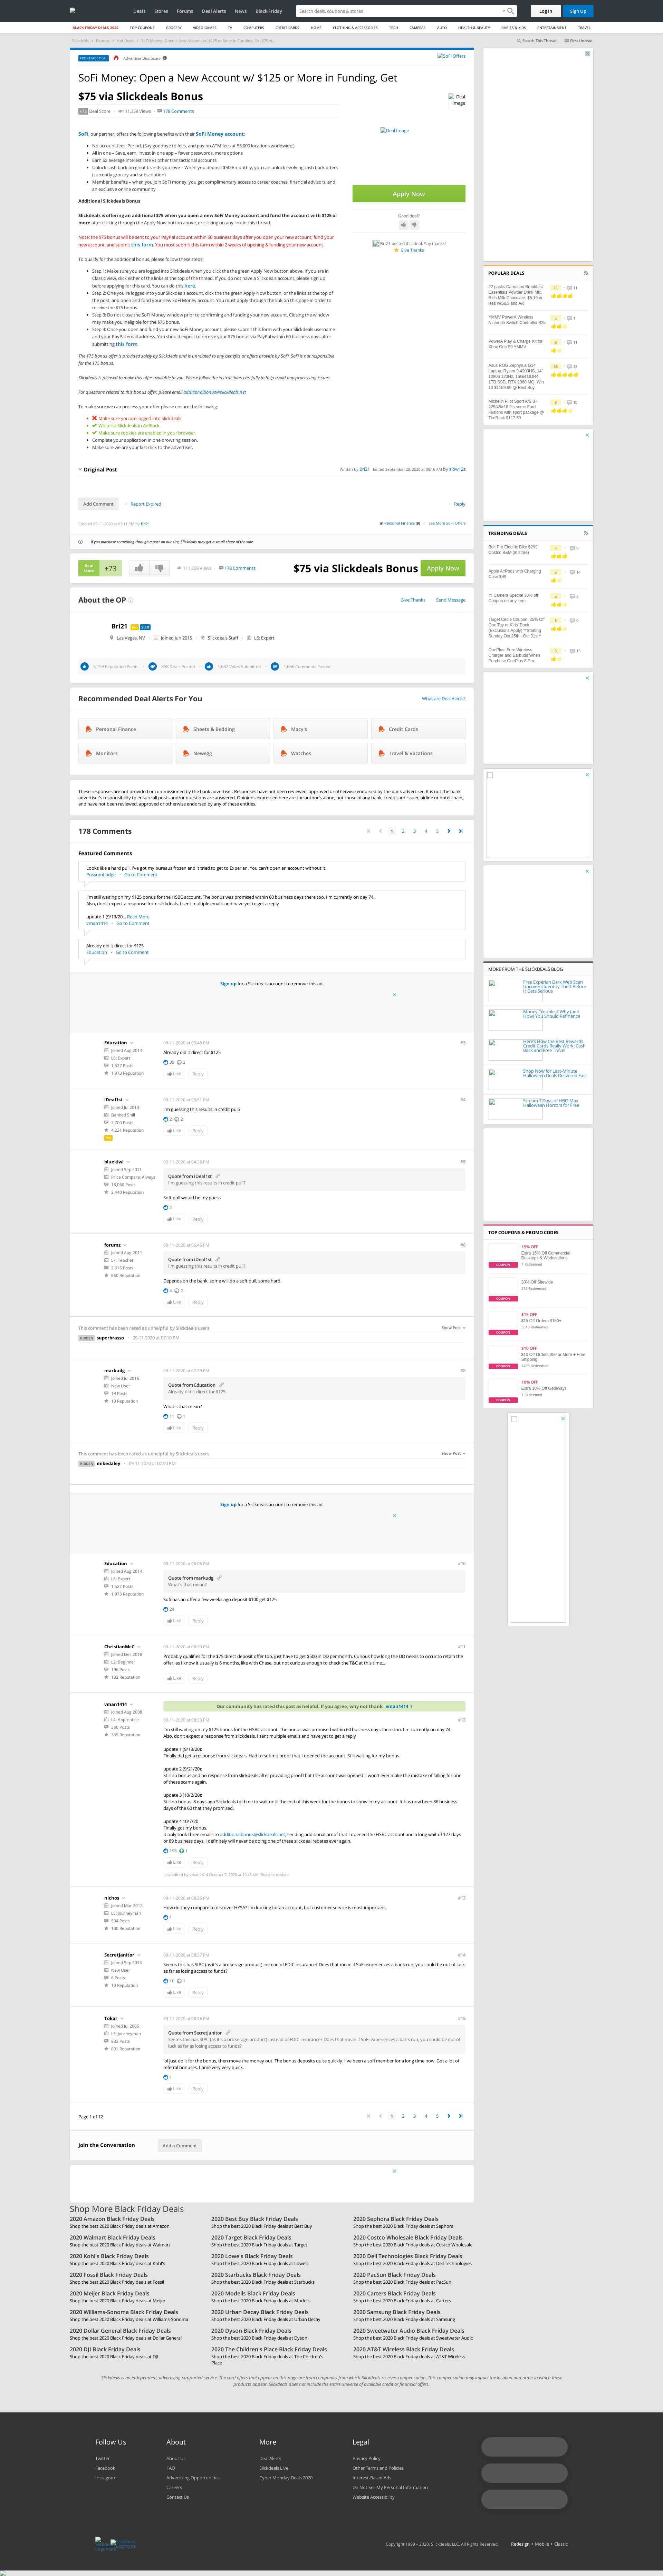 Deals
Stores
Forums
Deal Alerts
News
Black Friday
Search deals, coupons & stores
Log In
Sign Up
BLACK FRIDAY DEALS 2020
TOP COUPONS
GROCERY
VIDEO GAMES
TV
COMPUTERS
CREDIT CARDS
HOME
CLOTHING & ACCESSORIES
TECH
CAMERAS
AUTO
HEALTH & BEAUTY
BABIES & KIDS
ENTERTAINMENT
TRAVEL
Search This Thread
First Unread
Advertiser Disclosure
SoFi Offers
SoFi Money: Open a New Account w/ $125 or More in Funding, Get
$75 via Slickdeals Bonus
Deal Image
+73 Deal Score
111,359 Views
178 Comments
SoFi, our partner, offers the following benefits with their SoFi Money account:
No account fees. Period. (Say goodbye to fees, and pay no ATM fees at 55,000 locations worldwide.)
All in one – Save, earn, invest in one app – fewer passwords, more options
Earn 6x average interest rate vs other transactional accounts
Unlock cash back on great brands you love – When you deposit $500/monthly, you can unlock evolving cash back offers (currently grocery and subscription)
Member benefits – when you join SoFi money, you get complimentary access to career coaches, financial advisors, and an exclusive community
Additional Slickdeals Bonus
Slickdeals is offering an additional $75 when you open a new SoFi Money account and fund the account with $125 or more after clicking through the Apply Now button above, or clicking on any link in this thread.
Note: the $75 bonus will be sent to you via PayPal account within 60 business days after you open your new account, fund your new account, and submit this form. You must submit this form within 2 weeks of opening & funding your new account.
To qualify for the additional bonus, please follow these steps:
Step 1: Make sure you are logged into Slickdeals when you click the green Apply Now button above. If you are in Classic view, make sure you are logged in and click any link in the thread. If you do not have an account you may sign up before applying for this card. You can do this here.
Step 2: Make sure to accept cookies and turn off Ad Block, then click the Apply Now button at the top of the page and open your new SoFi Money account. You must apply through the link on this page in order to receive the $75 bonus.
Step 3: Do not close the SoFi Money window prior to confirming you have opened and funded your account. Closing the window may make you ineligible for the $75 bonus.
Step 4: Once you open and fund your SoFi Money account, you must submit this form with your Slickdeals username and your PayPal address. You should expect to receive your $75 bonus via PayPal within 60 business days after completing this form.
The $75 bonus offer is provided solely by Slickdeals and is unrelated to any benefits or offers provided by SoFi. SoFi is not responsible for the $75 bonus.
Slickdeals is pleased to make this offer available to you. Please follow the instructions carefully to help avoid any processing issues.
For questions related to this bonus offer, please email additionalbonus@slickdeals.net
To make sure we can process your offer please ensure the following:
Make sure you are logged into Slickdeals.
Whitelist Slickdeals in AdBlock.
Make sure cookies are enabled in your browser.
Complete your application in one browsing session.
Make sure we are your last click to the advertiser.
Deal Image
Apply Now
Good deal?
Bri21 posted this deal. Say thanks!
Give Thanks
Original Post
Written by Bri21
Edited September 28, 2020 at 09:16 AM by
Add Comment
Report Expired
Reply
Created 09-11-2020 at 03:11 PM by Bri21
in Personal Finance (5)
See More SoFi Offers
If you purchase something through a post on our site, Slickdeals may get a small share of the sale.
Deal Score
+73
111,359 Views
178 Comments
$75 via Slickdeals Bonus
Apply Now
About the OP
Give Thanks
Send Message
Bri21
Pro
Staff
Las Vegas, NV
Joined Jun 2015
Slickdeals Staff
L6: Expert
5,729 Reputation Points
858 Deals Posted
1,682 Votes Submitted
1,684 Comments Posted
Recommended Deal Alerts For You
What are Deal Alerts?
Personal Finance
Sheets & Bedding
Macy's
Credit Cards
Monitors
Newegg
Watches
Travel & Vacations
These responses are not provided or commissioned by the bank advertiser. Responses have not been reviewed, approved or otherwise endorsed by the bank advertiser. It is not the bank advertiser's responsibility to ensure all posts and/or questions are answered. Opinions expressed here are the author's alone, not those of any bank, credit card issuer, airline or hotel chain, and have not been reviewed, approved or otherwise endorsed by any of these entities.
178 Comments
1 2 3 4 5
Featured Comments
Looks like a hard pull. I've got my bureaus frozen and it tried to get to Experian. You can't open an account without it.
PossumLodge
Go to Comment
I'm still waiting on my $125 bonus for the HSBC account. The bonus was promised within 60 business days there too. I'm currently on day 74.
Also, don't expect a response from slickdeals. I sent multiple emails and have yet to get a reply
update 1 (9/13/20... Read More
vman1414
Go to Comment
Already did it direct for $125
Education
Go to Comment
Sign up for a Slickdeals account to remove this ad.
Education
Joined Aug 2014
L6: Expert
1,527 Posts
1,973 Reputation
09-11-2020 at 03:48 PM
#3
Already did it direct for $125
39
2
Like
Reply
iDeal1st
Joined Jul 2013
Banned Shill
7,700 Posts
4,221 Reputation
Pro
09-11-2020 at 03:51 PM
#4
I'm guessing this requires of credit pull?
2
2
Like
Reply
bluekiwi
Joined Sep 2011
Price Compare, Always
13,060 Posts
2,440 Reputation
09-11-2020 at 04:26 PM
#5
Quote from iDeal1st
I'm guessing this requires of credit pull?
Soft pull would be my guess
2
Like
Reply
forumz
Joined Aug 2011
L7: Teacher
2,616 Posts
600 Reputation
09-11-2020 at 06:45 PM
#6
Quote from iDeal1st
I'm guessing this requires of credit pull?
Depends on the bank, some will do a soft pull, some hard.
4
2
Like
Reply
This comment has been rated as unhelpful by Slickdeals users
Show Post
superbrasso
09-11-2020 at 07:10 PM
markudg
Joined Jul 2016
New User
13 Posts
10 Reputation
09-11-2020 at 07:39 PM
#8
Quote from Education
Already did it direct for $125
What's that mean?
11
1
Like
Reply
This comment has been rated as unhelpful by Slickdeals users
Show Post
mikedaley
09-11-2020 at 07:50 PM
Sign up for a Slickdeals account to remove this ad.
Education
Joined Aug 2014
L6: Expert
1,527 Posts
1,973 Reputation
09-11-2020 at 08:05 PM
#10
Quote from markudg
What's that mean?
Sofi has an offer a few weeks ago deposit $100 get $125
24
Like
Reply
ChristianMcC
Joined Dec 2018
L2: Beginner
196 Posts
102 Reputation
09-11-2020 at 08:10 PM
#11
Probably qualifies for the $75 direct deposit offer too, just have to get $500 in DD per month. Curious how long the DD needs to occur to retain the offer, as I know it usually is 6 months, like with Chase, but not curious enough to check the T&C at this time...
Like
Reply
vman1414
Joined Aug 2008
L4: Apprentice
360 Posts
365 Reputation
Our community has rated this post as helpful. If you agree, why not thank vman1414 ?
09-11-2020 at 08:23 PM
#12
I'm still waiting on my $125 bonus for the HSBC account. The bonus was promised within 60 business days there too. I'm currently on day 74.
Also, don't expect a response from slickdeals. I sent multiple emails and have yet to get a reply
update 1 (9/13/20):
Finally did get a response from slickdeals. Had to submit proof that I opened the account. Still waiting for my bonus
update 2 (9/21/20):
Still no bonus and no response from slickdeals after providing proof that the account was opened. I won't ever make the mistake of pulling for one of these scams again.
update 3 (10/2/20):
Still no bonus. 8 days ago Slickdeals told me to wait until the end of this week for the bonus to show in my account. It has now been 86 business days of the 60 that they promised.
update 4 10/7/20
Finally got my bonus.
It only took three emails to additionalbonus@slickdeals.net, sending additional proof that I opened the HSBC account and a long wait of 127 days or 89 business days. I definitely will never be doing one of these slickdeal rebates ever again.
199
1
Like
Reply
Last edited by vman1414 October 7, 2020 at 10:45 AM. Reason: update
nichos
Joined Mar 2012
L5: Journeyman
504 Posts
100 Reputation
09-11-2020 at 08:26 PM
#13
How do they compare to discover HYSA? I'm looking for an account, but customer service is most important.
1
Like
Reply
SecretJanitor
Joined Sep 2014
New User
6 Posts
10 Reputation
09-11-2020 at 08:37 PM
#14
Seems this has SIPC (as it's a brokerage product) instead of FDIC insurance? Does that mean if SoFi experiences a bank run, you could be out of luck as far as losing access to funds?
10
1
Like
Reply
Tokar
Joined Jul 2005
L5: Journeyman
933 Posts
691 Reputation
09-11-2020 at 08:46 PM
#15
Quote from SecretJanitor
Seems this has SIPC (as it's a brokerage product) instead of FDIC insurance? Does that mean if SoFi experiences a bank run, you could be out of luck as far as losing access to funds?
lol just do it for the bonus, then move the money out. The bonus deposits quite quickly. I've been a sofi member for a long time now. Got a lot of referral bonuses. Came very very quick.
1
Like
Reply
Page 1 of 12
1 2 3 4 5
Join the Conversation
Add a Comment
POPULAR DEALS
22 packs Carnation Breakfast Essentials Powder Drink Mix, Rich Milk Chocolate: $5.16 or less w/S&S and Air
YWMV PowerA Wireless Nintendo Switch Controller $25
PowerA Play & Charge Kit for Xbox One $9 YWMV
Asus ROG Zephyrus G14 Laptop: Ryzen 9 4900HS, 14" 1080p 120Hz, 16GB DDR4, 1TB SSD, RTX 2060 MQ, Win 10 $1199.99 @ Best Buy
Michelin Pilot Sport A/S 3+ 225/45r18 fits some Ford Fusions with sport package @ TireRack $117.59
TRENDING DEALS
Bolt Pro Electric Bike $299 Costco B&M (in store)
Apple AirPods with Charging Case $99
YI Camera Special 30% off Coupon on any item
Target Circle Coupon: 25% Off One Toy or Kids' Book (Exclusions Apply) **Starting Sunday Oct 25th - Oct 31st**
OnePlus: Free Wireless Charger and Earbuds When Purchase OnePlus 8 Pro
MORE FROM THE SLICKDEALS BLOG
Free Experian Dark Web Scan Uncovers Identity Theft Before It Gets Serious
Money Troubles? Why (and How) You Should Refinance
Here's How the Best Rewards Credit Cards Really Work: Cash Back and Free Travel
Shop Now for Last-Minute Halloween Deals Delivered Fast
Stream 7 Days of HBO Max Halloween Horrors for Free
TOP COUPONS & PROMO CODES
15% OFF
Extra 15% Off Commercial Desktops & Workstations
1 Redeemed
COUPON
30% Off Sitewide
515 Redeemed
COUPON
$15 OFF
$15 Off Orders $250+
3013 Redeemed
COUPON
$10 OFF
$10 Off Orders $50 or More + Free Shipping
1485 Redeemed
COUPON
10% OFF
Extra 10% Off Getaways
1 Redeemed
COUPON
Shop More Black Friday Deals
2020 Amazon Black Friday Deals
Shop the best 2020 Black Friday deals at Amazon
2020 Best Buy Black Friday Deals
Shop the best 2020 Black Friday deals at Best Buy
2020 Sephora Black Friday Deals
Shop the best 2020 Black Friday deals at Sephora
2020 Walmart Black Friday Deals
Shop the best 2020 Black Friday deals at Walmart
2020 Target Black Friday Deals
Shop the best 2020 Black Friday deals at Target
2020 Costco Wholesale Black Friday Deals
Shop the best 2020 Black Friday deals at Costco Wholesale
2020 Kohl's Black Friday Deals
Shop the best 2020 Black Friday deals at Kohl's
2020 Lowe's Black Friday Deals
Shop the best 2020 Black Friday deals at Lowe's
2020 Dell Technologies Black Friday Deals
Shop the best 2020 Black Friday deals at Dell Technologies
2020 Fossil Black Friday Deals
Shop the best 2020 Black Friday deals at Fossil
2020 Starbucks Black Friday Deals
Shop the best 2020 Black Friday deals at Starbucks
2020 PacSun Black Friday Deals
Shop the best 2020 Black Friday deals at PacSun
2020 Meijer Black Friday Deals
Shop the best 2020 Black Friday deals at Meijer
2020 Modells Black Friday Deals
Shop the best 2020 Black Friday deals at Modells
2020 Carters Black Friday Deals
Shop the best 2020 Black Friday deals at Carters
2020 Williams-Sonoma Black Friday Deals
Shop the best 2020 Black Friday deals at Williams-Sonoma
2020 Urban Decay Black Friday Deals
Shop the best 2020 Black Friday deals at Urban Decay
2020 Samsung Black Friday Deals
Shop the best 2020 Black Friday deals at Samsung
2020 Dollar General Black Friday Deals
Shop the best 2020 Black Friday deals at Dollar General
2020 Dyson Black Friday Deals
Shop the best 2020 Black Friday deals at Dyson
2020 Sweetwater Audio Black Friday Deals
Shop the best 2020 Black Friday deals at Sweetwater Audio
2020 DJI Black Friday Deals
Shop the best 2020 Black Friday deals at DJI
2020 The Children's Place Black Friday Deals
Shop the best 2020 Black Friday deals at The Children's Place
2020 AT&T Wireless Black Friday Deals
Shop the best 2020 Black Friday deals at AT&T Wireless
Slickdeals is an independent, advertising supported service. The card offers that appear on this page are from companies from which Slickdeals receives compensation. This compensation may impact the location and order in which these products appear. Slickdeals does not include the entire universe of available credit or financial offers.
Follow Us
Twitter
Facebook
Instagram
About
About Us
FAQ
Advertising Opportunities
Careers
Contact Us
More
Deal Alerts
Slickdeals Live
Cyber Monday Deals 2020
Legal
Privacy Policy
Other Terms and Policies
Interest-Based Ads
Do Not Sell My Personal Information
Website Accessibility
Copyright 1999 – 2020. Slickdeals, LLC. All Rights Reserved.
Redesign • Mobile • Classic